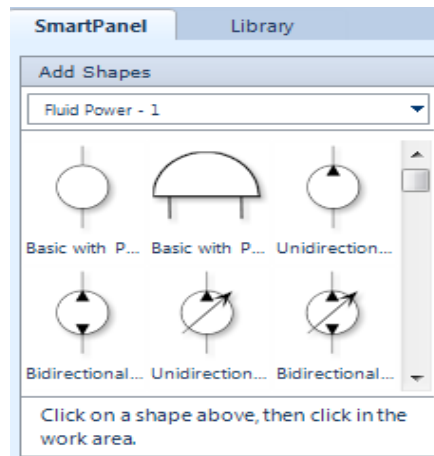 SmartPanel Library
Add Shapes
Fluid Power - 1
Basic with P... Basic with P... Unidirection...
Bidirectional... Unidirection... Bidirectional...
Click on a shape above, then click in the
work area.